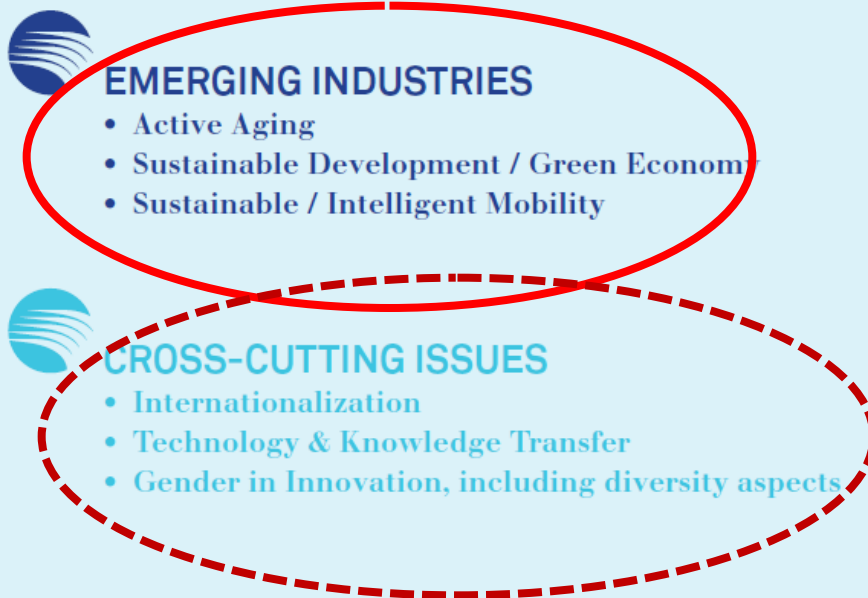 EMERGING INDUSTRIES
• Active Aging
• Sustainable Development / Green Economy
• Sustainable / Intelligent Mobility
CROSS-CUTTING ISSUES
• Internationalization
• Technology & Knowledge Transfer
• Gender in Innovation, including diversity aspects